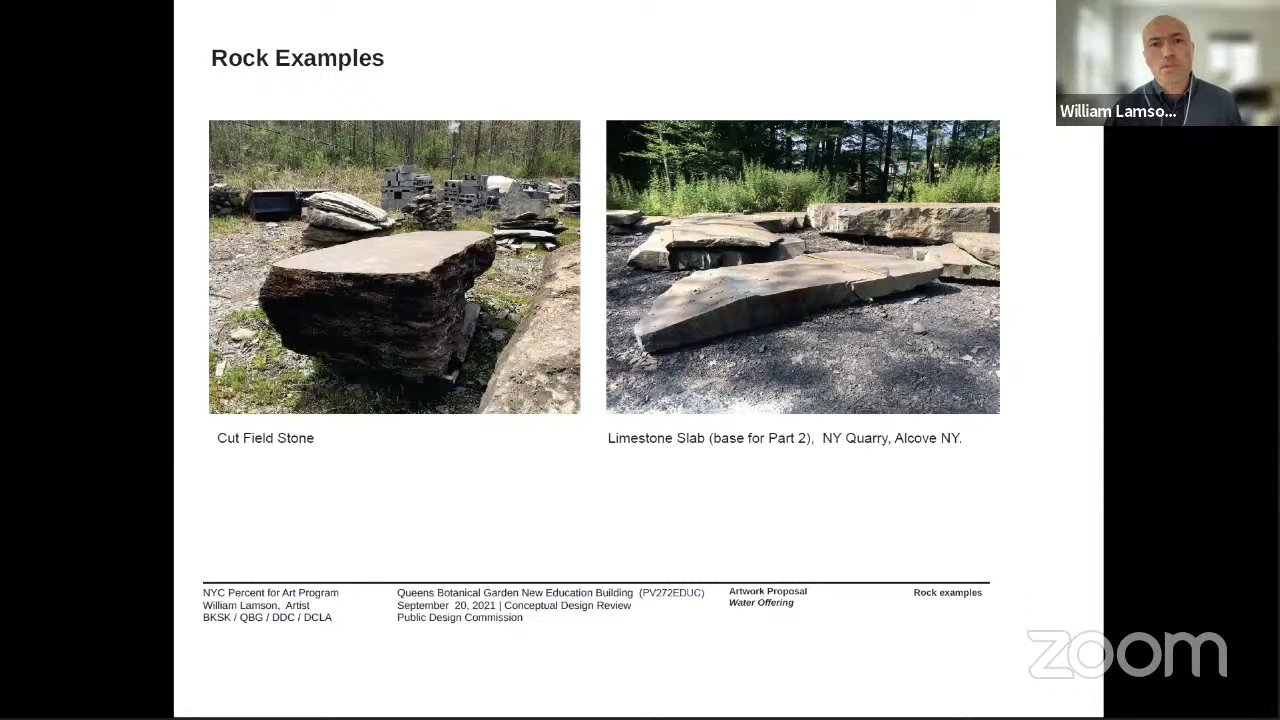 Rock Examples
William Lamso...
Cut Field Stone
Limestone Slab (base for Part 2), NY Quarry, Alcove NY.
NYC Percent for Art Program
William Lamson, Artist
BKSK / QBG / DDC / DCLA
Queens Botanical Garden New Education Building (PV272EDUC)
September 20, 2021 | Conceptual Design Review
Public Design Commission
Artwork Proposal
Water Offering
Rock examples
zoom